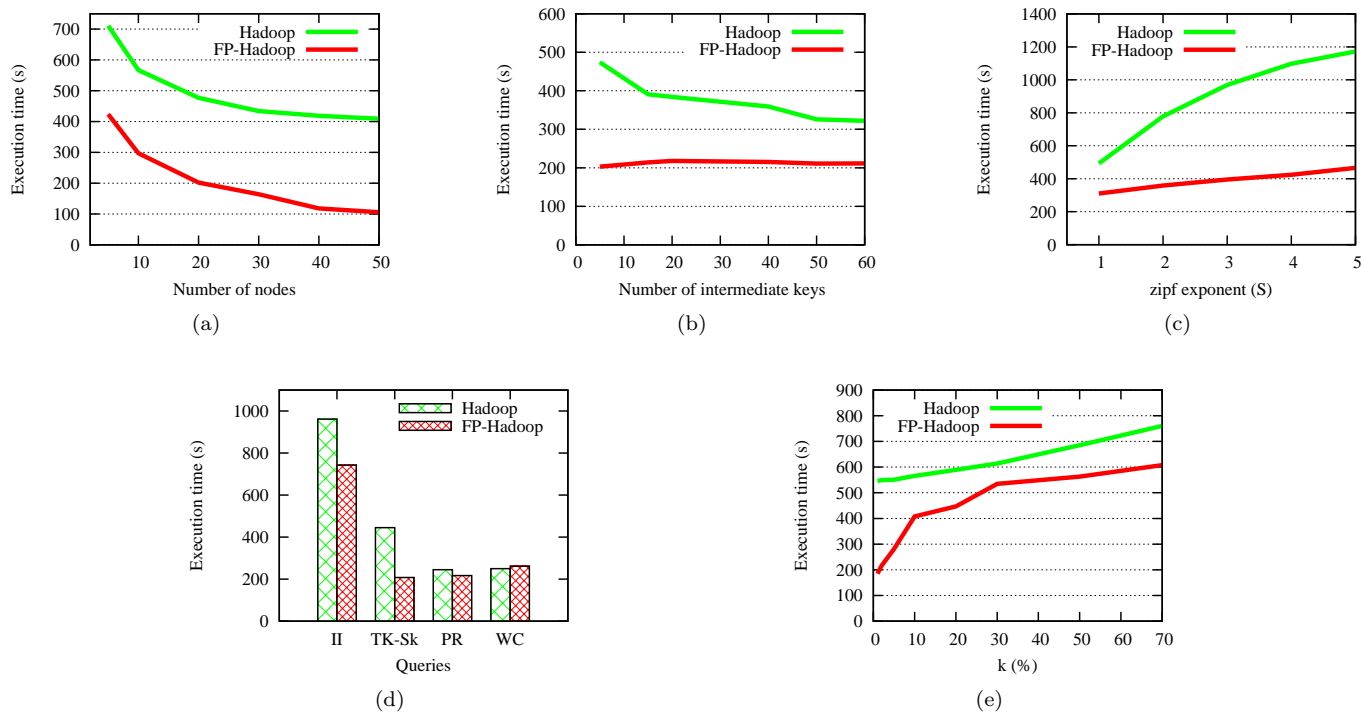 Execution time (s)
700
600
500
400
300
200
100
0
Hadoop
FP-Hadoop
10 20 30 40 50
Number of nodes
(a)
Execution time (s)
600
500
400
300
200
100
0
Hadoop
FP-Hadoop
0 10 20 30 40 50 60
Number of intermediate keys
(b)
Execution time (s)
1400
1200
1000
800
600
400
200
0
Hadoop
FP-Hadoop
1 2 3 4 5
zipf exponent (S)
(c)
Execution time (s)
1000
800
600
400
200
0
Hadoop
FP-Hadoop
II TK-Sk PR WC
Queries
(d)
Execution time (s)
900
800
700
600
500
400
300
200
100
0
Hadoop
FP-Hadoop
0 10 20 30 40 50 60 70
k (%)
(e)